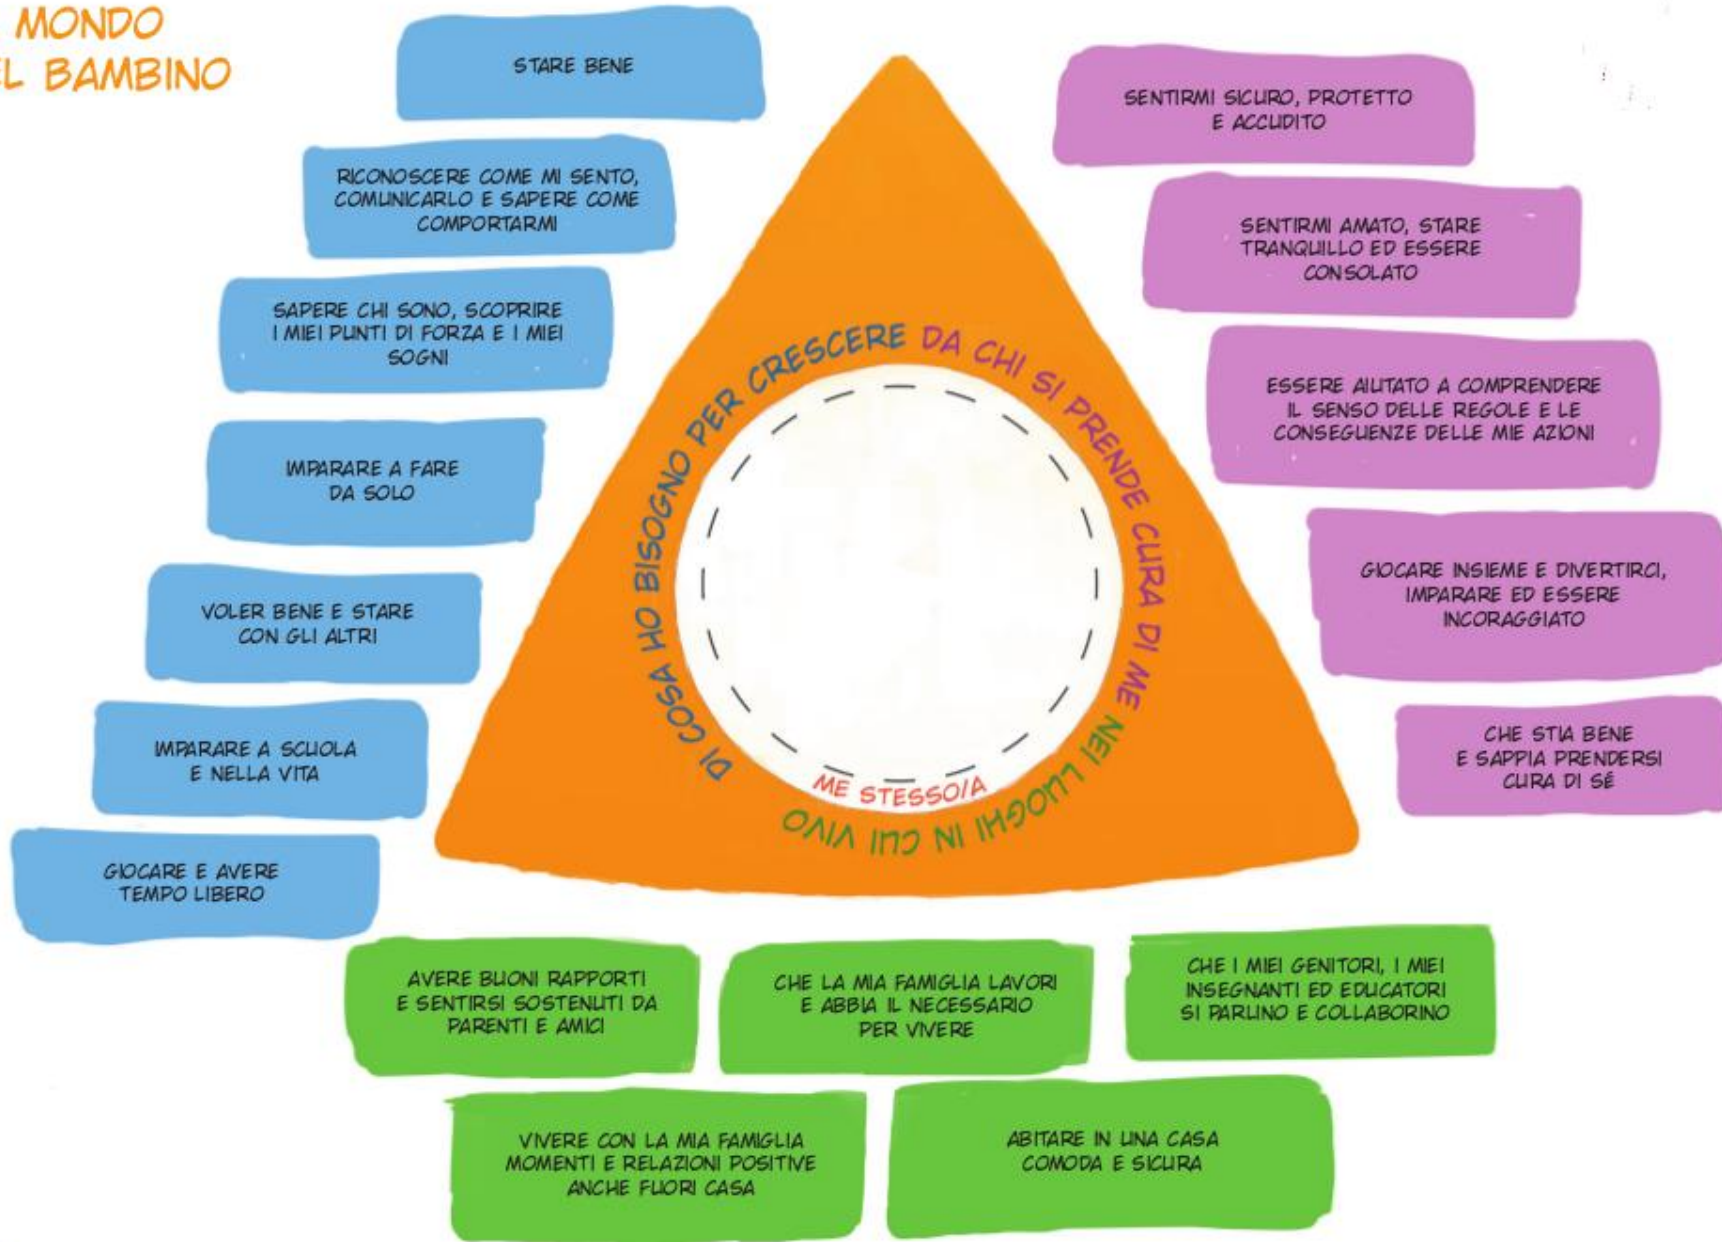 MONDO
EL BAMBINO
STARE BENE
RICONOSCERE COME MI SENTO,
COMUNICARLO E SAPERE COME
COMPORTARMI
SAPERE CHI SONO, SCOPRIRE
I MIEI PUNTI DI FORZA E I MIEI
SOGNI
IMPARARE A FARE
DA SOLO
VOLER BENE E STARE
CON GLI ALTRI
IMPARARE A SCUOLA
E NELLA VITA
GIOCARE E AVERE
TEMPO LIBERO
DI COSA HO BISOGNO PER CRESCERE
DA CHI SI PRENDE CURA DI ME
NEI LUOGHI IN CUI VIVO
ME STESSO/A
SENTIRMI SICURO, PROTETTO
E ACCUDITO
SENTIRMI AMATO, STARE
TRANQUILLO ED ESSERE
CONSOLATO
ESSERE AIUTATO A COMPRENDERE
IL SENSO DELLE REGOLE E LE
CONSEGUENZE DELLE MIE AZIONI
GIOCARE INSIEME E DIVERTIRCI,
IMPARARE ED ESSERE
INCORAGGIATO
CHE STIA BENE
E SAPPIA PRENDERSI
CURA DI SÉ
AVERE BUONI RAPPORTI
E SENTIRSI SOSTENUTI DA
PARENTI E AMICI
CHE LA MIA FAMIGLIA LAVORI
E ABBIA IL NECESSARIO
PER VIVERE
CHE I MIEI GENITORI, I MIEI
INSEGNANTI ED EDUCATORI
SI PARLINO E COLLABORINO
VIVERE CON LA MIA FAMIGLIA
MOMENTI E RELAZIONI POSITIVE
ANCHE FUORI CASA
ABITARE IN UNA CASA
COMODA E SICURA